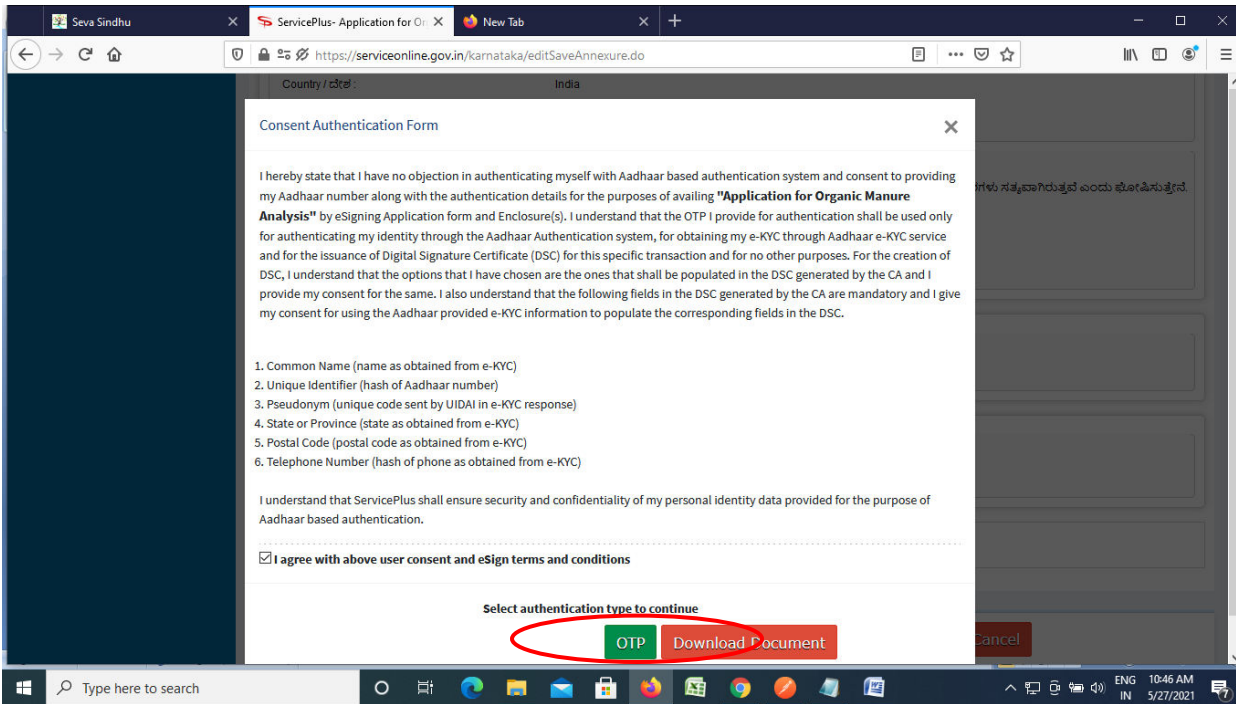 Seva Sindhu
ServicePlus- Application for Or
New Tab
https://serviceonline.gov.in/karnataka/editSaveAnnexure.do
Country / ದೇಶ : India
Consent Authentication Form
I hereby state that I have no objection in authenticating myself with Aadhaar based authentication system and consent to providing
my Aadhaar number along with the authentication details for the purposes of availing "Application for Organic Manure
Analysis" by eSigning Application form and Enclosure(s). I understand that the OTP I provide for authentication shall be used only
for authenticating my identity through the Aadhaar Authentication system, for obtaining my e-KYC through Aadhaar e-KYC service
and for the issuance of Digital Signature Certificate (DSC) for this specific transaction and for no other purposes. For the creation of
DSC, I understand that the options that I have chosen are the ones that shall be populated in the DSC generated by the CA and I
provide my consent for the same. I also understand that the following fields in the DSC generated by the CA are mandatory and I give
my consent for using the Aadhaar provided e-KYC information to populate the corresponding fields in the DSC.
ಸತ್ಯವಾಗಿರುತ್ತವೆ ಎಂದು ಘೋಷಿಸುತ್ತೇನೆ.
1. Common Name (name as obtained from e-KYC)
2. Unique Identifier (hash of Aadhaar number)
3. Pseudonym (unique code sent by UIDAI in e-KYC response)
4. State or Province (state as obtained from e-KYC)
5. Postal Code (postal code as obtained from e-KYC)
6. Telephone Number (hash of phone as obtained from e-KYC)
I understand that ServicePlus shall ensure security and confidentiality of my personal identity data provided for the purpose of
Aadhaar based authentication.
I agree with above user consent and eSign terms and conditions
Select authentication type to continue
OTP Download Document
Cancel
Type here to search
ENG 10:46 AM
IN 5/27/2021
7